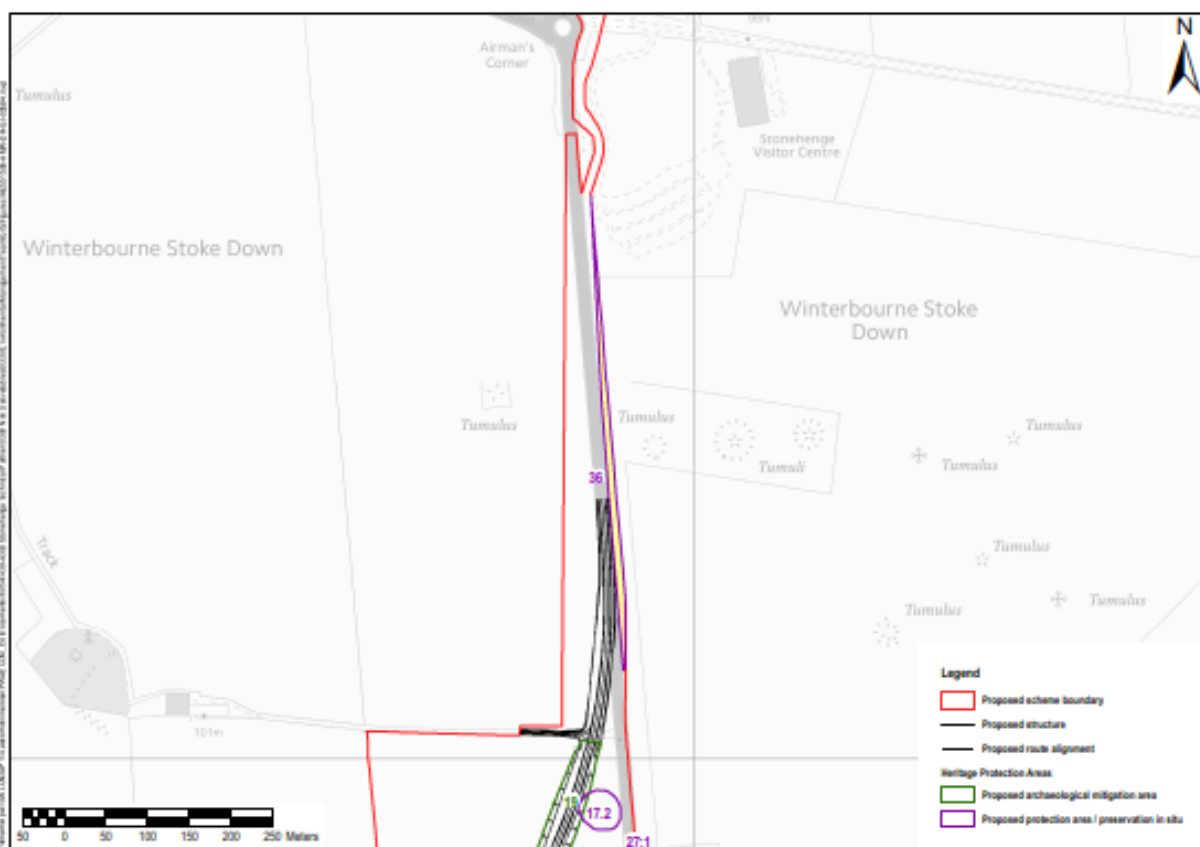 N
Airman's
Corner
98m
Tumulus
Stonehenge
Visitor Centre
Winterbourne Stoke Down
Winterbourne Stoke
Down
Tumulus
Tumulus
Tumuli
Tumulus
Tumulus
36
Track
Tumulus
Tumulus
Tumulus
101m
Legend
Proposed scheme boundary
Proposed structure
Proposed route alignment
Heritage Protection Areas
Proposed archaeological mitigation area
Proposed protection area / preservation in situ
50 0 50 100 150 200 250 Meters
19
17.2
27:1